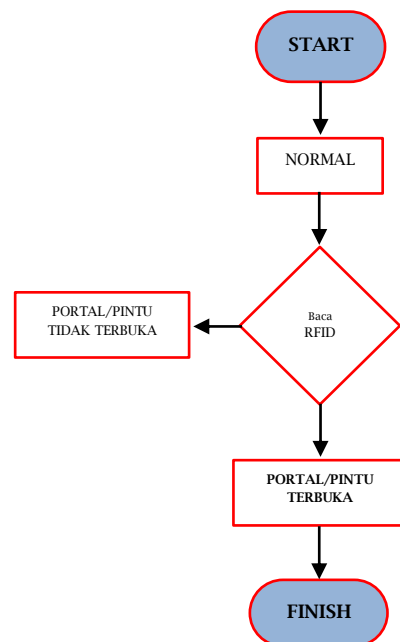 START
NORMAL
Baca
RFID
PORTAL/PINTU
TIDAK TERBUKA
PORTAL/PINTU
TERBUKA
FINISH